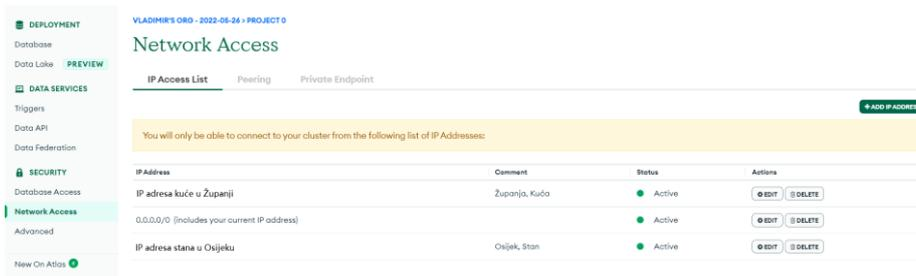 DEPLOYMENT
Database
Data Lake PREVIEW
DATA SERVICES
Triggers
Data API
Data Federation
SECURITY
Database Access
Network Access
Advanced
New On Atlas
VLADIMIR'S ORG - 2022-05-26 > PROJECT 0
Network Access
IP Access List Peering Private Endpoint
+ ADD IP ADDRES
You will only be able to connect to your cluster from the following list of IP Addresses:
IP Address Comment Status Actions
IP adresa kuće u Županji Županja, Kuća Active EDIT DELETE
0.0.0.0/0 (includes your current IP address) Active EDIT DELETE
IP adresa stana u Osijeku Osijek, Stan Active EDIT DELETE